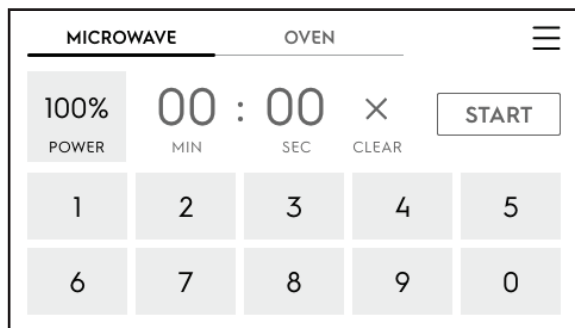 MICROWAVE OVEN
100% 00 : 00 × START
POWER MIN SEC CLEAR
1 2 3 4 5
6 7 8 9 0